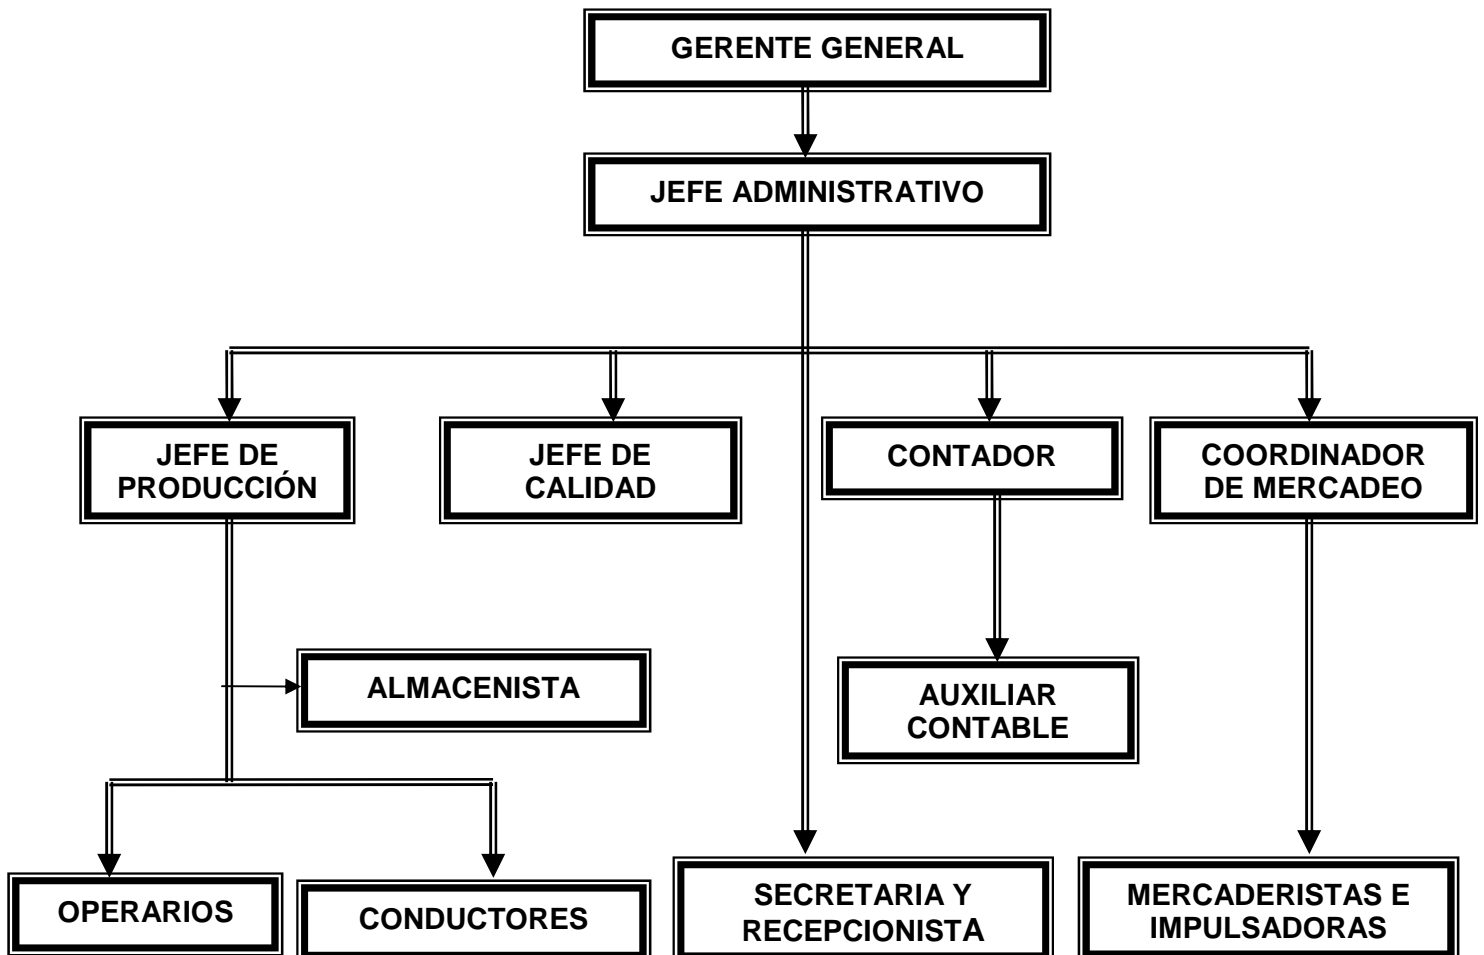 GERENTE GENERAL
JEFE ADMINISTRATIVO
JEFE DE
PRODUCCIÓN
JEFE DE
CALIDAD
CONTADOR
COORDINADOR
DE MERCADEO
ALMACENISTA
AUXILIAR
CONTABLE
OPERARIOS
CONDUCTORES
SECRETARIA Y
RECEPCIONISTA
MERCADERISTAS E
IMPULSADORAS